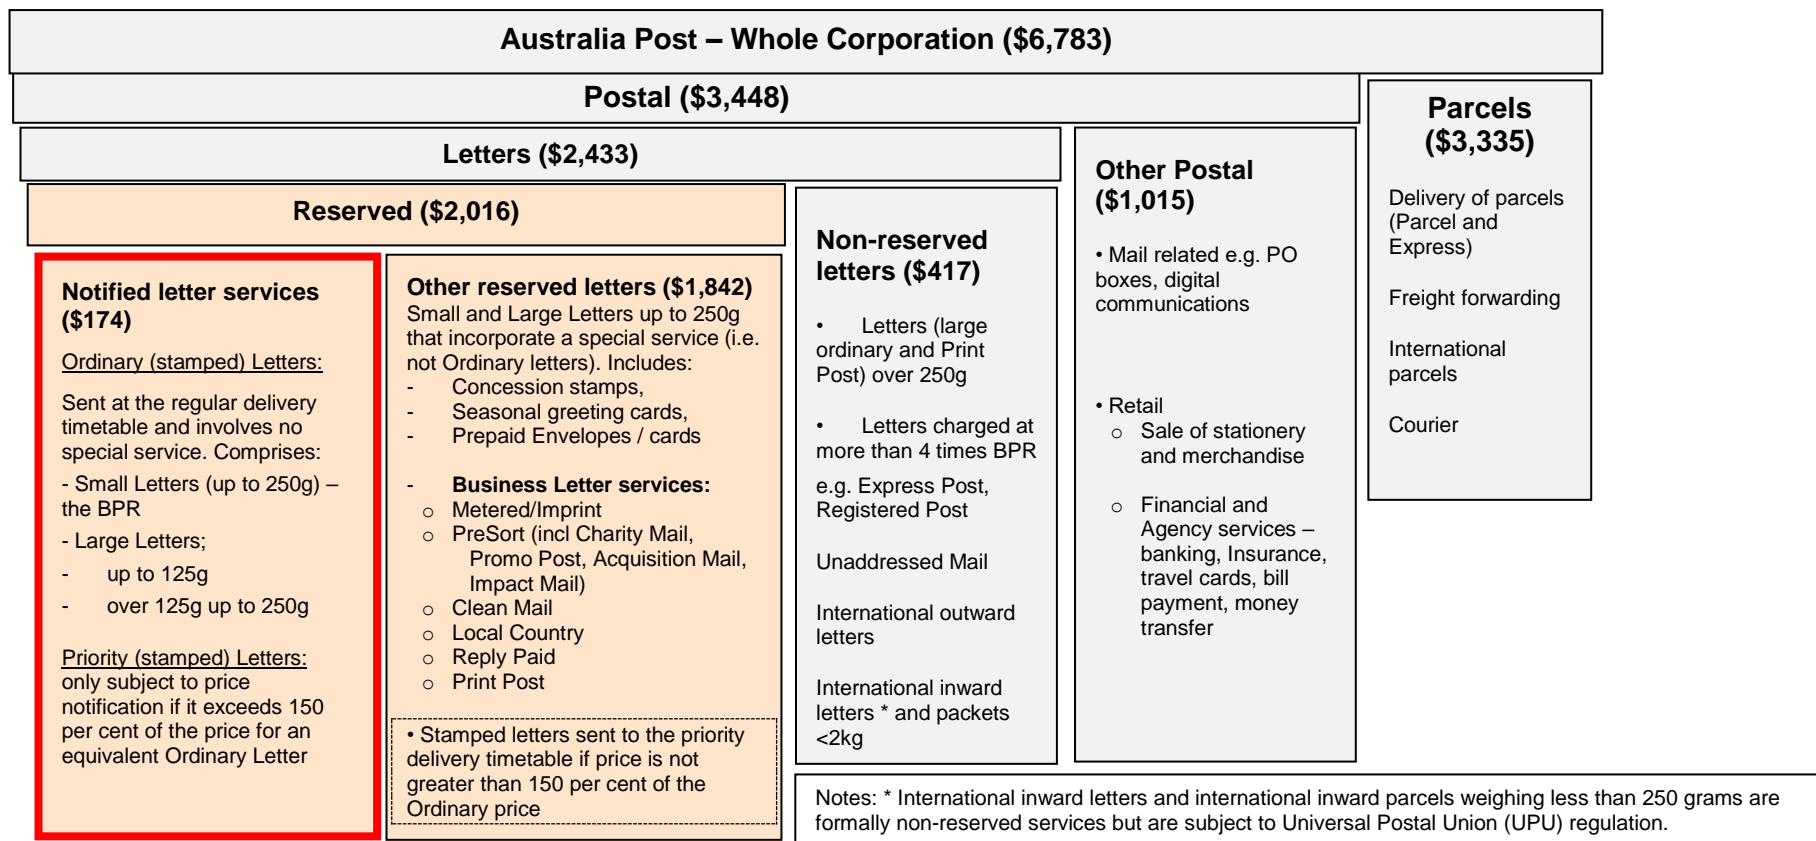 Australia Post – Whole Corporation ($6,783)
Postal ($3,448)
Letters ($2,433)
Reserved ($2,016)
Notified letter services
($174)
Ordinary (stamped) Letters:
Sent at the regular delivery
timetable and involves no
special service. Comprises:
- Small Letters (up to 250g) –
the BPR
- Large Letters;
- up to 125g
- over 125g up to 250g
Priority (stamped) Letters:
only subject to price
notification if it exceeds 150
per cent of the price for an
equivalent Ordinary Letter
Other reserved letters ($1,842)
Small and Large Letters up to 250g
that incorporate a special service (i.e.
not Ordinary letters). Includes:
- Concession stamps,
- Seasonal greeting cards,
- Prepaid Envelopes / cards
- Business Letter services:
o Metered/Imprint
o PreSort (incl Charity Mail,
Promo Post, Acquisition Mail,
Impact Mail)
o Clean Mail
o Local Country
o Reply Paid
o Print Post
• Stamped letters sent to the priority
delivery timetable if price is not
greater than 150 per cent of the
Ordinary price
Non-reserved
letters ($417)
• Letters (large
ordinary and Print
Post) over 250g
• Letters charged at
more than 4 times BPR
e.g. Express Post,
Registered Post
Unaddressed Mail
International outward
letters
International inward
letters * and packets
<2kg
Other Postal
($1,015)
• Mail related e.g. PO
boxes, digital
communications
• Retail
o Sale of stationery
and merchandise
o Financial and
Agency services –
banking, Insurance,
travel cards, bill
payment, money
transfer
Parcels
($3,335)
Delivery of parcels
(Parcel and
Express)
Freight forwarding
International
parcels
Courier
Notes: * International inward letters and international inward parcels weighing less than 250 grams are
formally non-reserved services but are subject to Universal Postal Union (UPU) regulation.